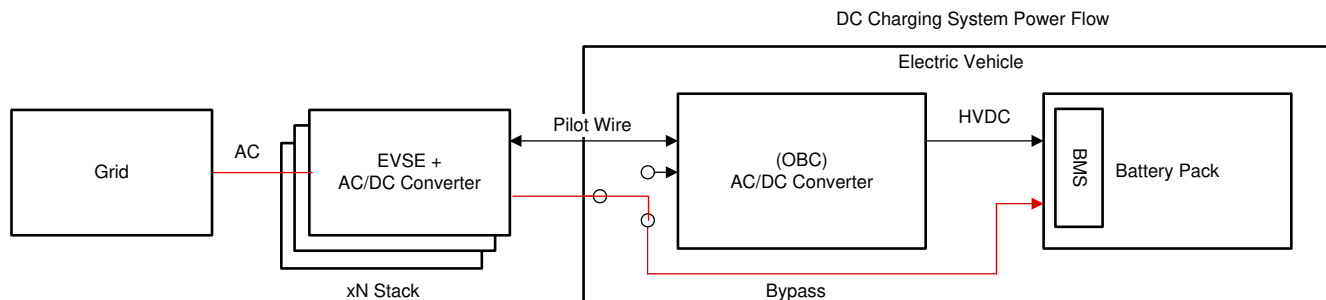 DC Charging System Power Flow
Electric Vehicle
Grid
AC
EVSE +
AC/DC Converter
xN Stack
Pilot Wire
(OBC)
AC/DC Converter
HVDC
BMS
Battery Pack
Bypass